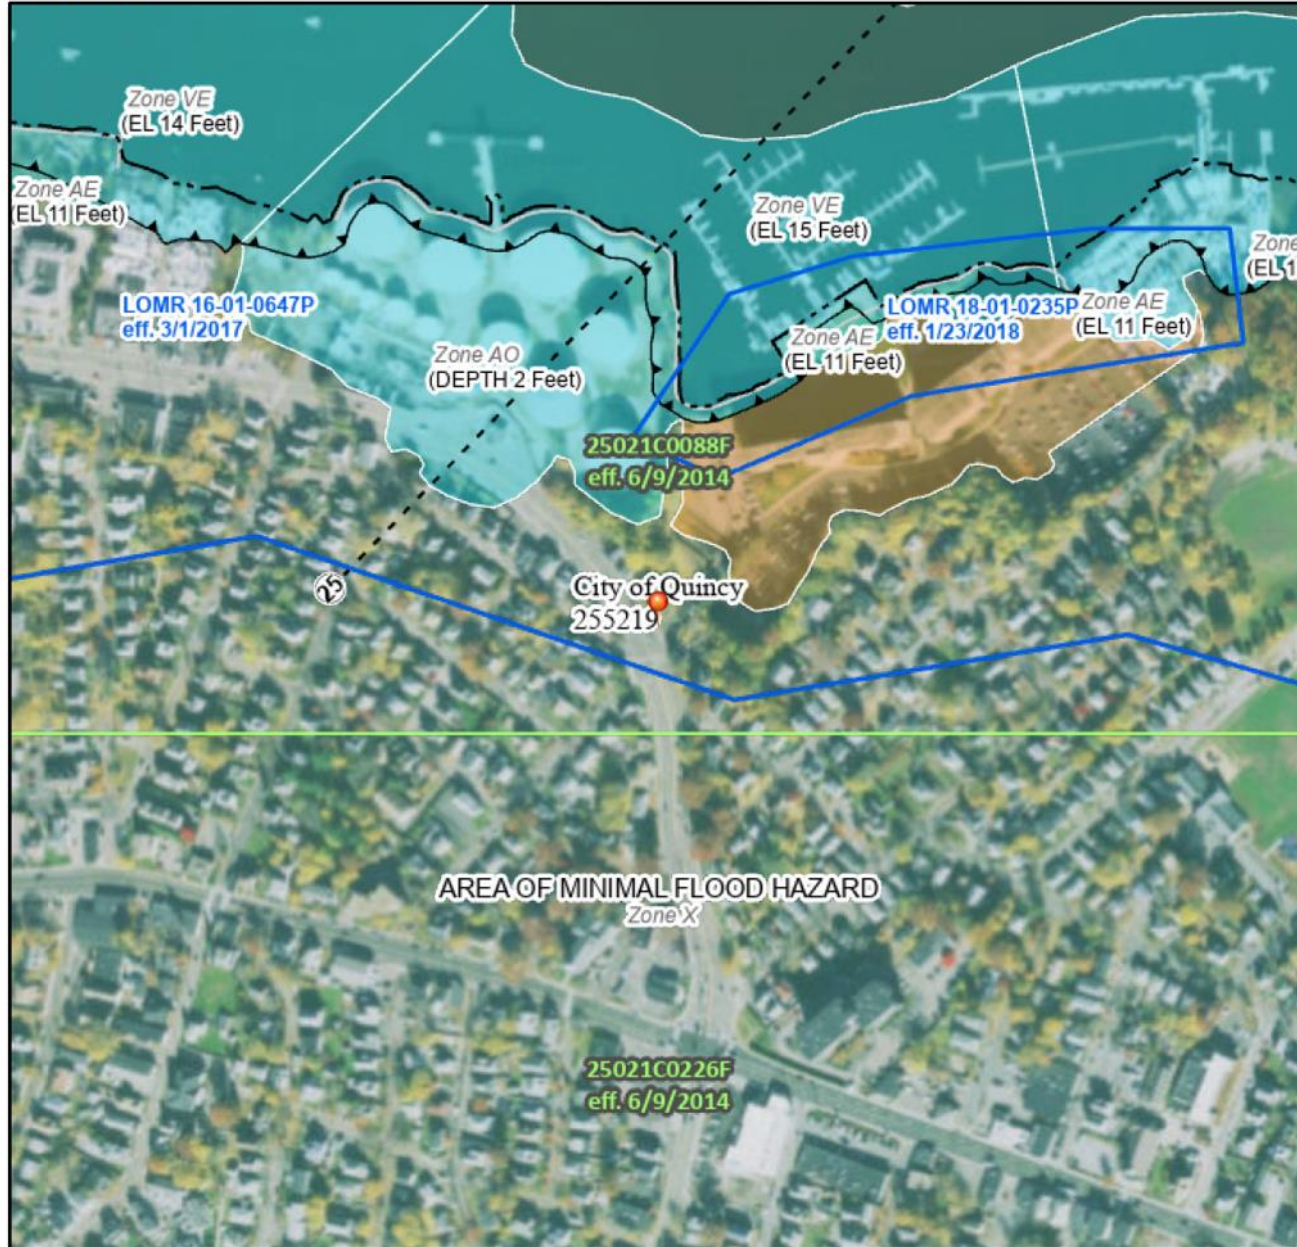 Zone VE
(EL 14 Feet)
Zone AE
(EL 11 Feet)
Zone VE
(EL 15 Feet)
Zone
(EL 1
LOMR 16-01-0647P
eff. 3/1/2017
LOMR 18-01-0235P
eff. 1/23/2018
Zone AE
(EL 11 Feet)
Zone AE
(EL 11 Feet)
Zone AO
(DEPTH 2 Feet)
25021C0088F
eff. 6/9/2014
25
City of Quincy
255219
AREA OF MINIMAL FLOOD HAZARD
Zone X
25021C0226F
eff. 6/9/2014